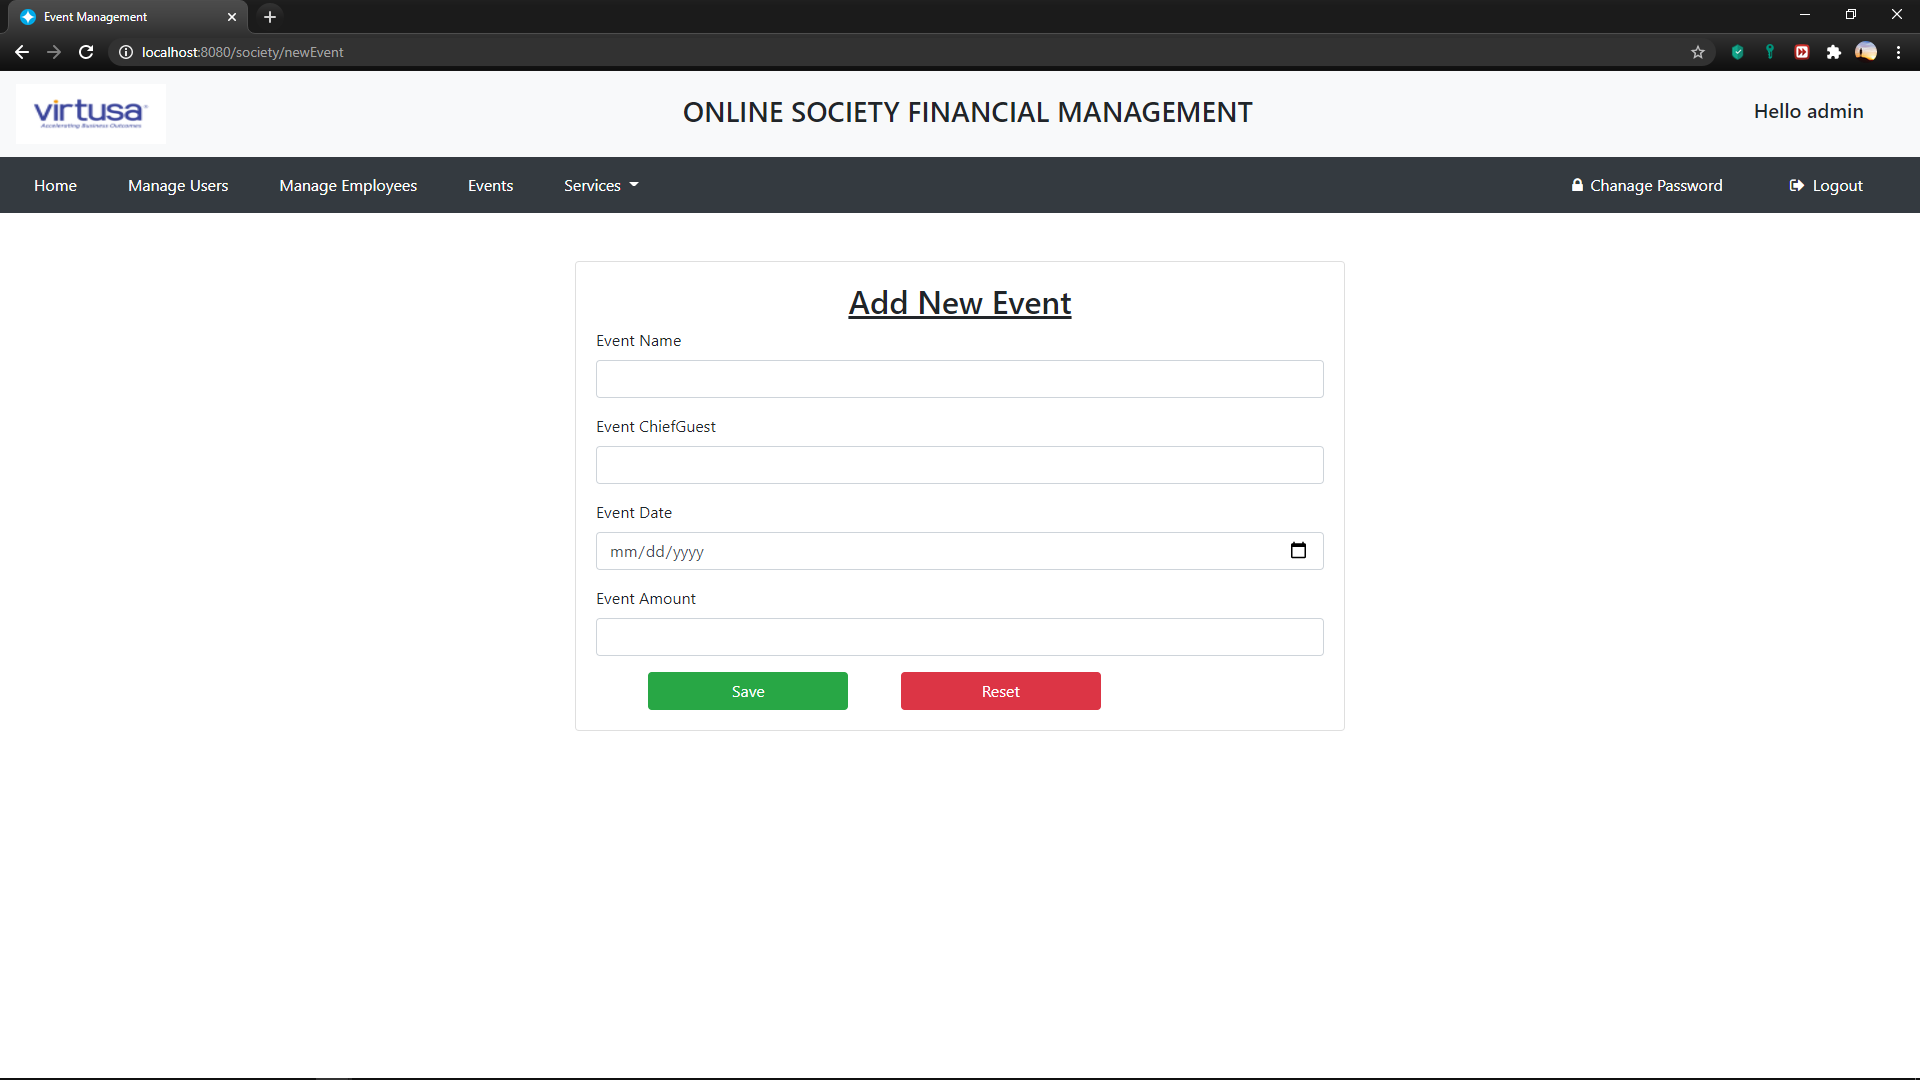 Event Management
localhost:8080/society/newEvent
virtusa
Accelerating Business Outcomes
ONLINE SOCIETY FINANCIAL MANAGEMENT
Hello admin
Home Manage Users Manage Employees Events Services Chanage Password Logout
Add New Event
Event Name
Event ChiefGuest
Event Date
mm/dd/yyyy
Event Amount
Save Reset